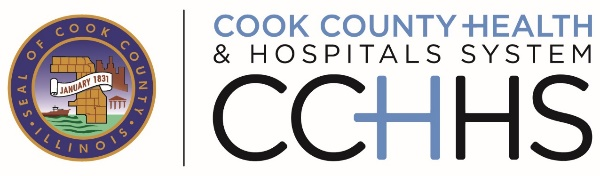 SEAL OF COOK COUNTY
• ILLINOIS •
JANUARY 1831
COOK COUNTY HEALTH
& HOSPITALS SYSTEM
CCHHS